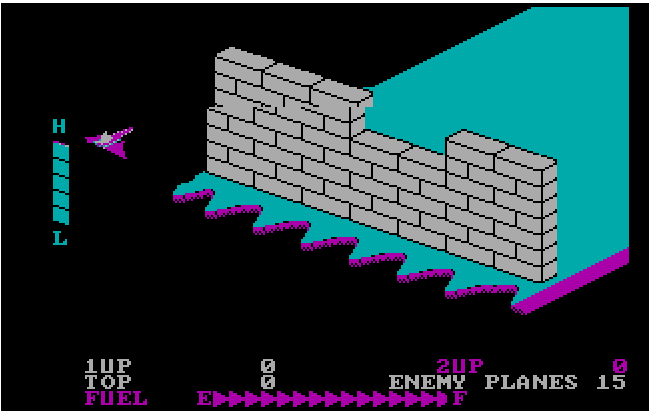 H
L
1UP 0 2UP 0
TOP 0 ENEMY PLANES 15
FUEL E F